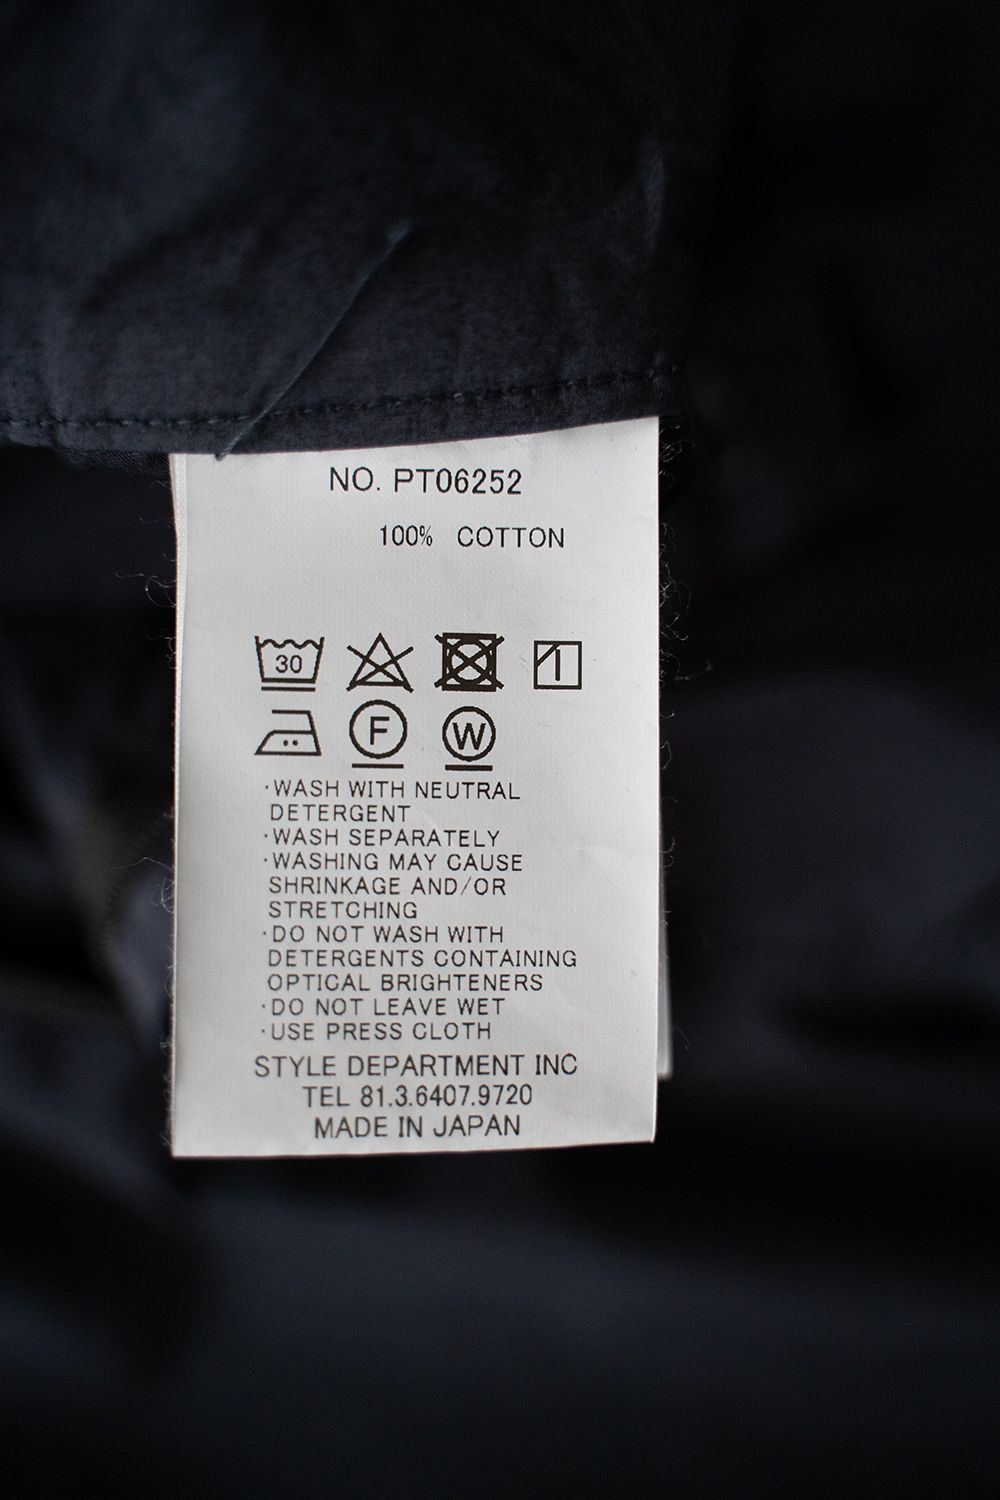 NO. PT06252
100% COTTON
30
F W
·WASH WITH NEUTRAL
DETERGENT
·WASH SEPARATELY
·WASHING MAY CAUSE
SHRINKAGE AND/OR
STRETCHING
·DO NOT WASH WITH
DETERGENTS CONTAINING
OPTICAL BRIGHTENERS
·DO NOT LEAVE WET
·USE PRESS CLOTH
STYLE DEPARTMENT INC
TEL 81.3.6407.9720
MADE IN JAPAN